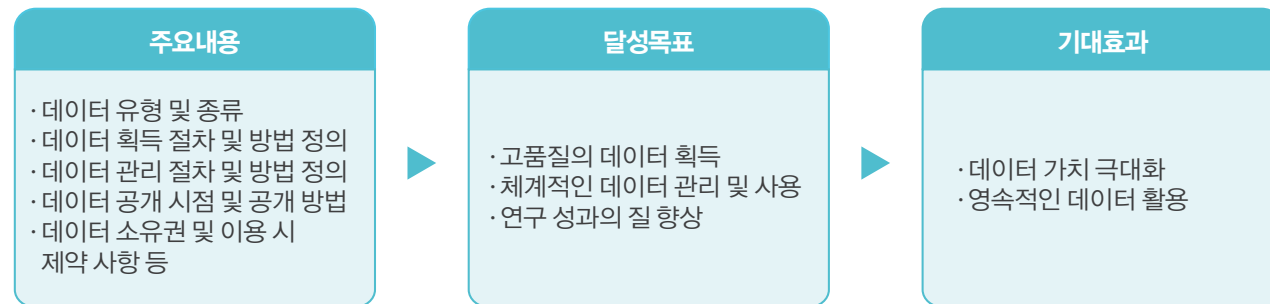 주요내용
· 데이터 유형 및 종류
· 데이터 획득 절차 및 방법 정의
· 데이터 관리 절차 및 방법 정의
· 데이터 공개 시점 및 공개 방법
· 데이터 소유권 및 이용 시
제약 사항 등
달성목표
· 고품질의 데이터 획득
· 체계적인 데이터 관리 및 사용
· 연구 성과의 질 향상
기대효과
· 데이터 가치 극대화
· 영속적인 데이터 활용